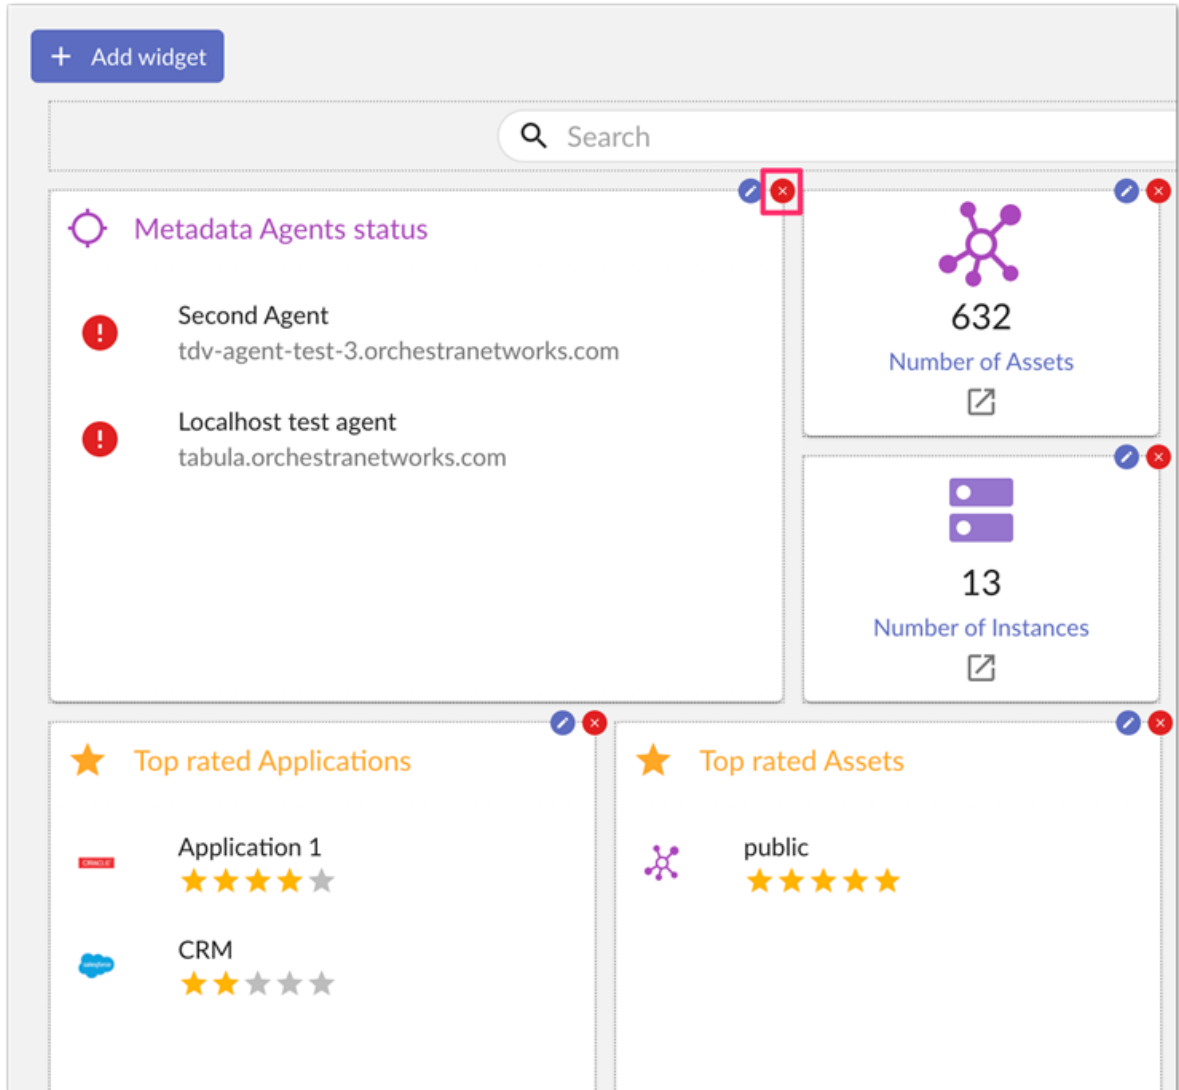 + Add widget
Search
Metadata Agents status
Second Agent
tdv-agent-test-3.orchestranetworks.com
Localhost test agent
tabula.orchestranetworks.com
632
Number of Assets
13
Number of Instances
Top rated Applications
ORACLE
Application 1
salesforce
CRM
Top rated Assets
public